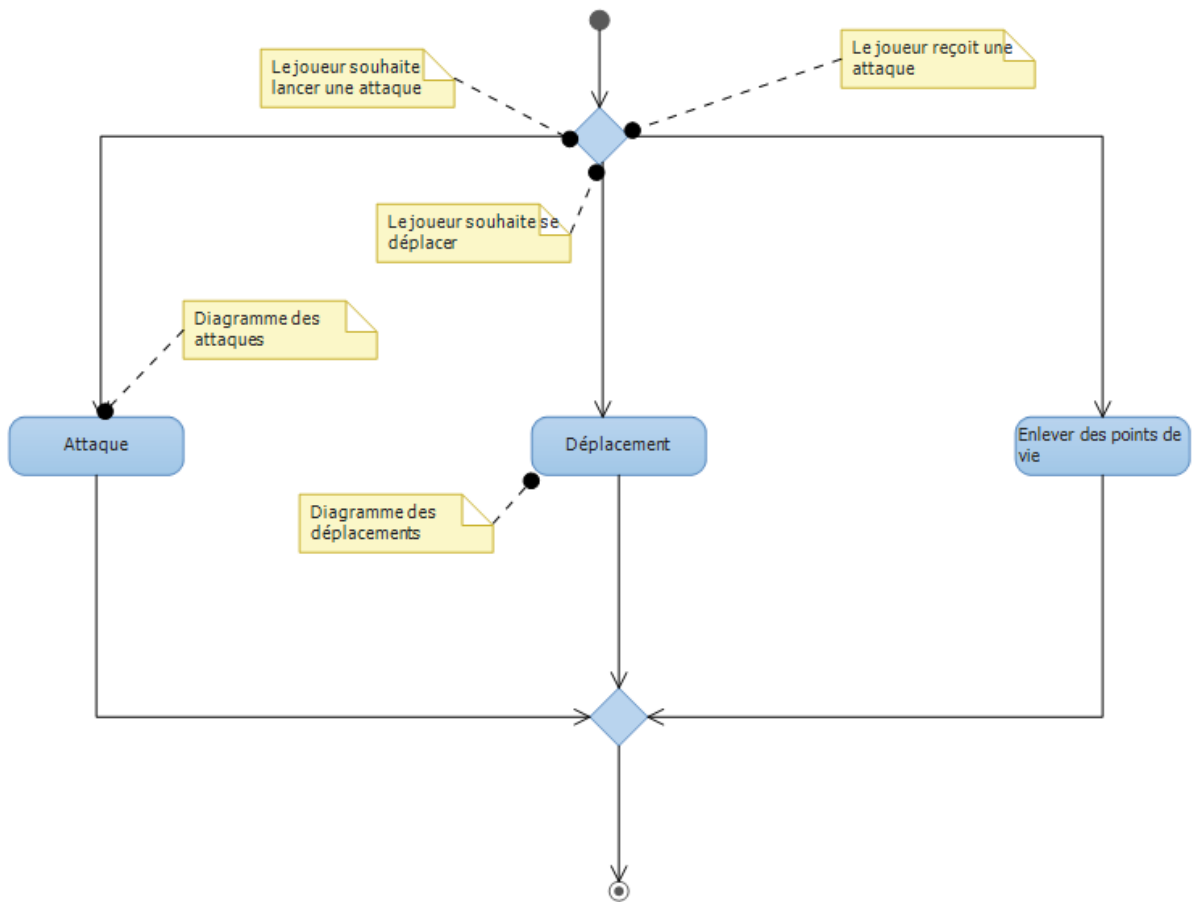 Le joueur souhaite
lancer une attaque
Le joueur reçoit une
attaque
Le joueur souhaite se
déplacer
Diagramme des
attaques
Attaque
Déplacement
Enlever des points de
vie
Diagramme des
déplacements